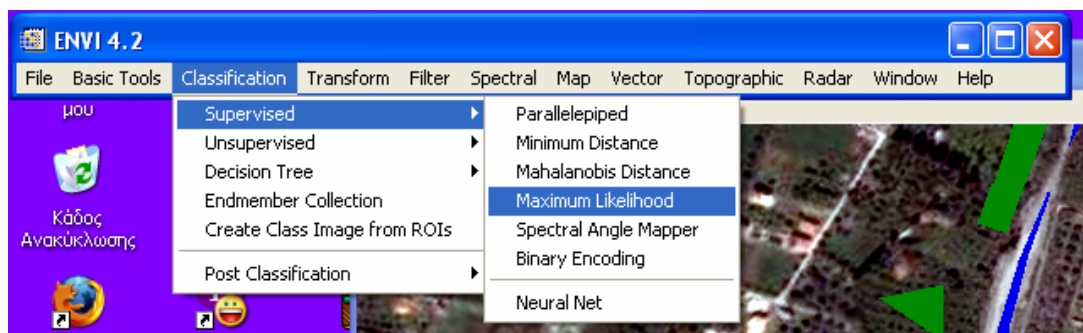 ENVI 4.2
File Basic Tools Classification Transform Filter Spectral Map Vector Topographic Radar Window Help
μου
Κάδος
Ανακύκλωσης
Supervised
Unsupervised
Decision Tree
Endmember Collection
Create Class Image from ROIs
Post Classification
Parallelepiped
Minimum Distance
Mahalanobis Distance
Maximum Likelihood
Spectral Angle Mapper
Binary Encoding
Neural Net